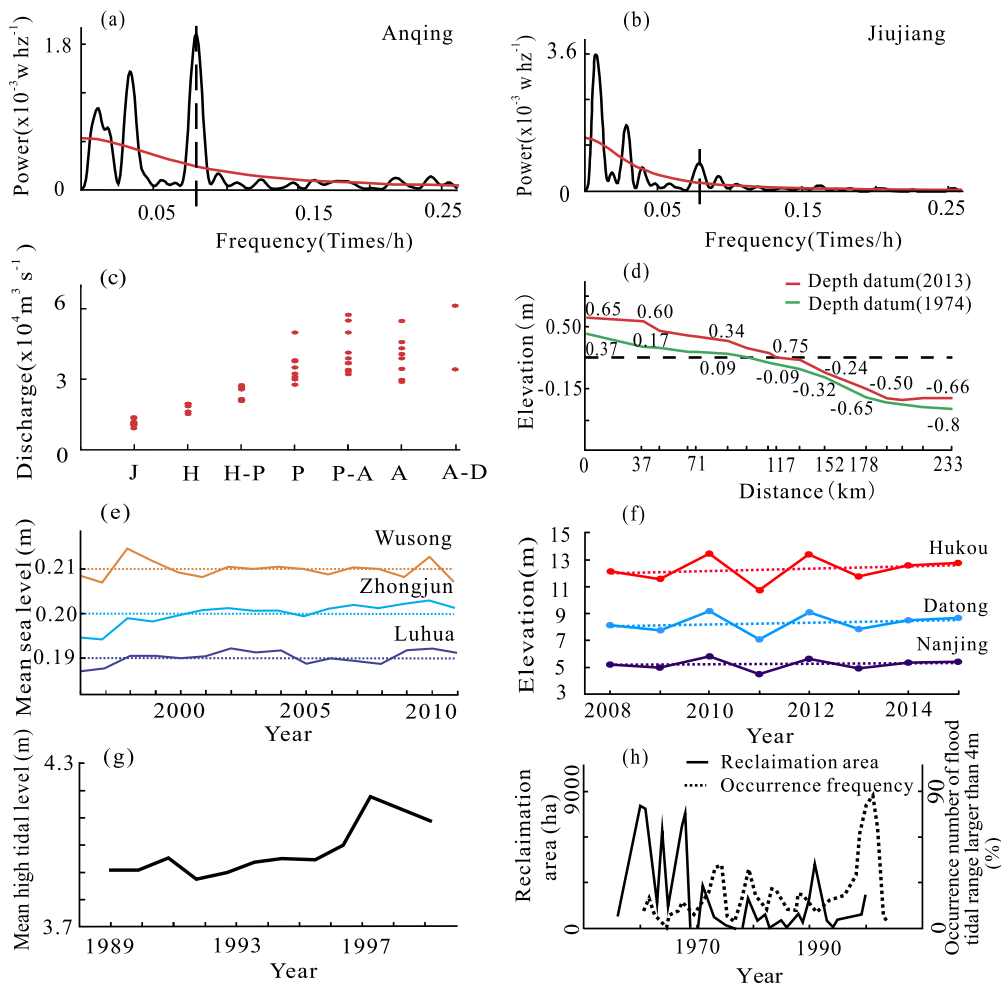 (a)
Anqing
Power(x10⁻³w hz⁻¹)
1.8
0
0.05
0.15
0.25
Frequency(Times/h)
(b)
Jiujiang
Power(x10⁻³w hz⁻¹)
3.6
0
0.05
0.15
0.25
Frequency(Times/h)
(c)
Discharge(x10⁴m³ s⁻¹)
6
3
0
J H H-P P P-A A A-D
(d)
Depth datum(2013)
Depth datum(1974)
Elevation(m)
0.50
-0.15
0.65
0.60
0.34
0.75
-0.24
-0.50
-0.66
0.37
0.17
0.09
-0.09
-0.32
-0.65
-0.8
0 37 71 117 152 178 233
Distance(km)
(e)
Mean sea level (m)
Wusong
0.21
Zhongjun
0.20
Luhua
0.19
2000 2005 2010
Year
(f)
Elevation(m)
15
13
11
9
7
5
3
Hukou
Datong
Nanjing
2008 2010 2012 2014
Year
(g)
Mean high tidal level (m)
4.3
3.7
1989 1993 1997
Year
(h)
Reclaimation area
Occurrence frequency
Reclaimation
area(ha)
9000
0
90
0
Occurrence number of flood
tidal range larger than 4m
(%)
1970 1990
Year